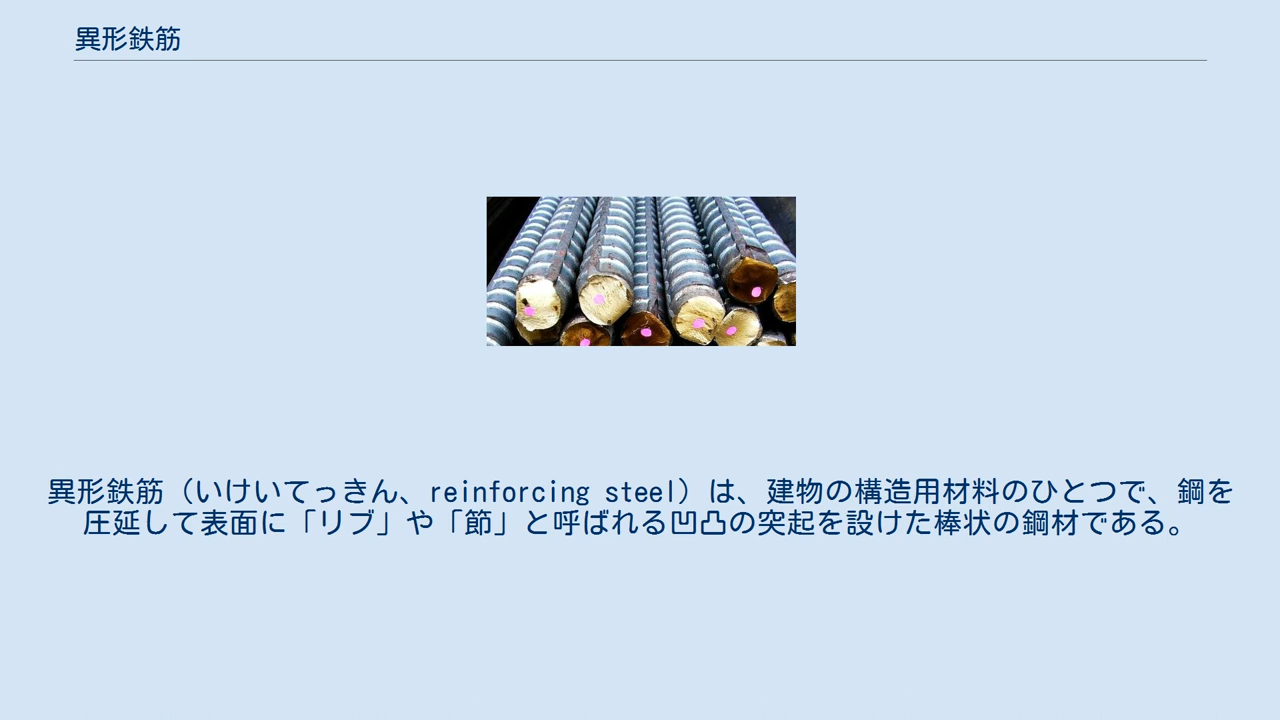 異形鉄筋
異形鉄筋（いけいてっきん、reinforcing steel）は、建物の構造用材料のひとつで、鋼を
圧延して表面に「リブ」や「節」と呼ばれる凹凸の突起を設けた棒状の鋼材である。